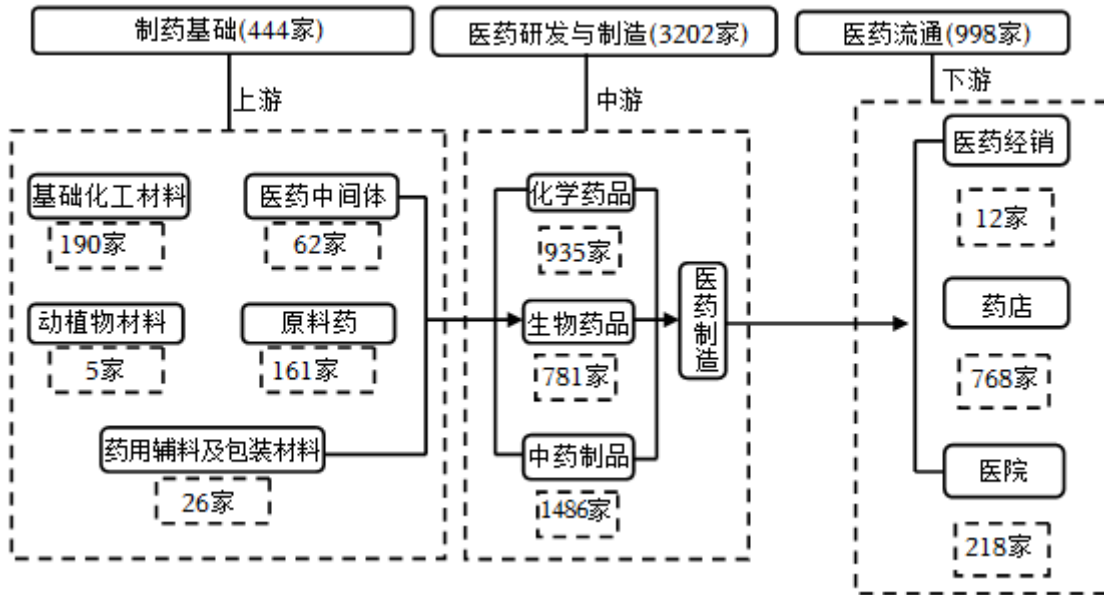 制药基础(444家)
医药研发与制造(3202家)
医药流通(998家)
上游
中游
下游
基础化工材料
190家
医药中间体
62家
动植物材料
5家
原料药
161家
药用辅料及包装材料
26家
化学药品
935家
生物药品
781家
中药制品
1486家
医药制造
医药经销
12家
药店
768家
医院
218家